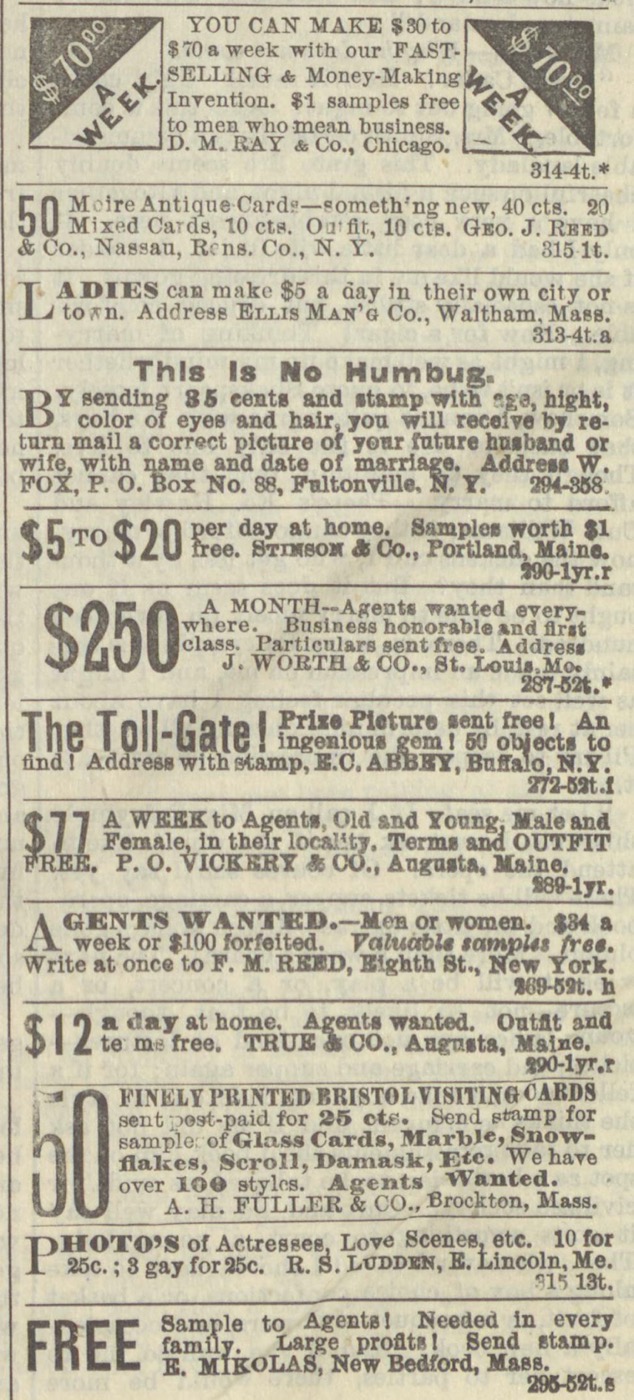 $70.00
A
WEEK.
YOU CAN MAKE $30 to
$70 a week with our FAST-
SELLING & Money-Making
Invention. $1 samples free
to men who mean business.
D. M. RAY & Co., Chicago.
$70.00
A
WEEK.
314-4t.*
50 Moire Antique Cards—someth'ng new, 40 cts. 20
Mixed Cards, 10 cts. Outfit, 10 cts. GEO. J. REED
& Co., Nassau, Rens. Co., N. Y. 315 1t.
LADIES can make $5 a day in their own city or
town. Address ELLIS MAN'G Co., Waltham, Mass.
313-4t.a
This Is No Humbug.
BY sending 35 cents and stamp with age, hight,
color of eyes and hair, you will receive by re-
turn mail a correct picture of your future husband or
wife, with name and date of marriage. Address W.
FOX, P. O. Box No. 88, Fultonville, N. Y. 294-358.
$5 TO $20 per day at home. Samples worth $1
free. STINSON & Co., Portland, Maine.
290-1yr.r
$250 A MONTH--Agents wanted every-
where. Business honorable and first
class. Particulars sent free. Address
J. WORTH & CO., St. Louis, Mo.
287-52t.*
The Toll-Gate! Prize Picture sent free! An
ingenious gem! 50 objects to
find! Address with stamp, E.C. ABBEY, Buffalo, N.Y.
272-52t.f
$77 A WEEK to Agents, Old and Young, Male and
Female, in their locality. Terms and OUTFIT
FREE. P. O. VICKERY & CO., Augusta, Maine.
289-1yr.
AGENTS WANTED.—Men or women. $34 a
week or $100 forfeited. Valuable samples free.
Write at once to F. M. REED, Eighth St., New York.
269-52t. h
$12 a day at home. Agents wanted. Outfit and
terms free. TRUE & CO., Augusta, Maine.
290-1yr.r
50 FINELY PRINTED BRISTOL VISITING CARDS
sent post-paid for 25 cts. Send stamp for
samples of Glass Cards, Marble, Snow-
flakes, Scroll, Damask, Etc. We have
over 100 styles. Agents Wanted.
A. H. FULLER & CO., Brockton, Mass.
PHOTO'S of Actresses, Love Scenes, etc. 10 for
25c.; 3 gay for 25c. R. S. LUDDEN, E. Lincoln, Me.
315 13t.
FREE Sample to Agents! Needed in every
family. Large profits! Send stamp.
E. MIKOLAS, New Bedford, Mass.
295-52t.s